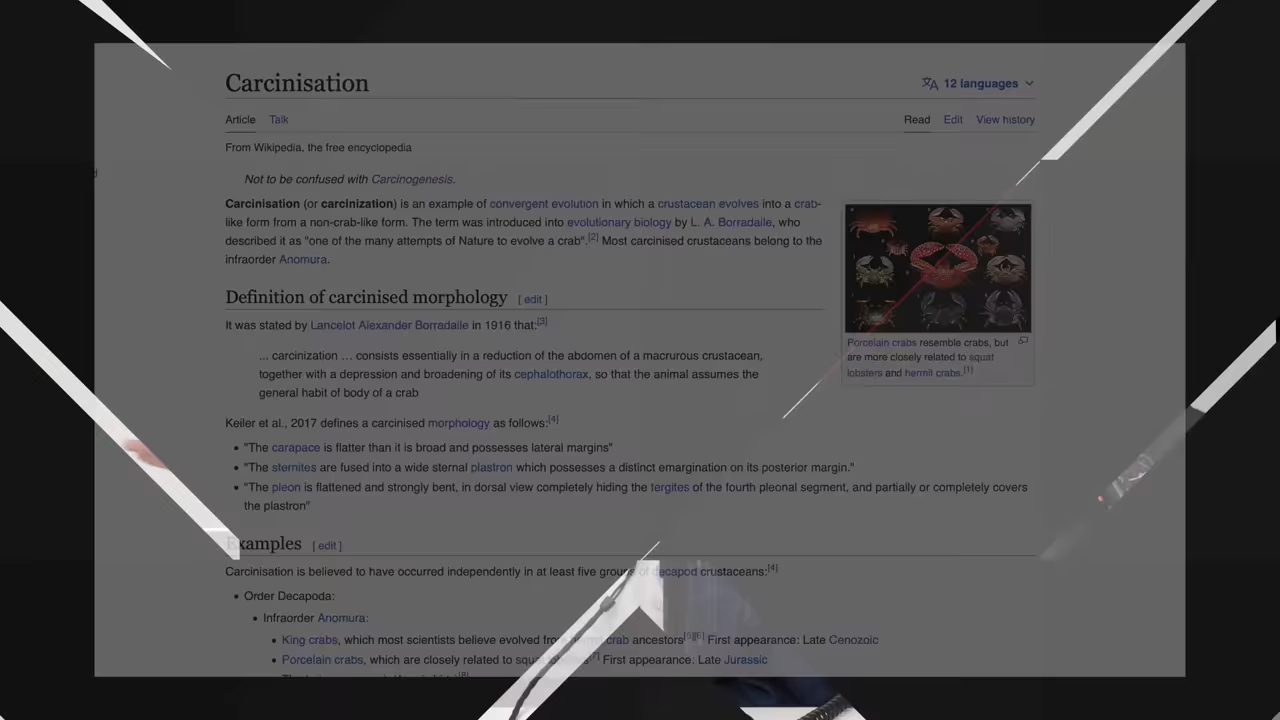 Carcinisation
12 languages
Article Talk
Read Edit View history
From Wikipedia, the free encyclopedia
Not to be confused with Carcinogenesis.
Carcinisation (or carcinization) is an example of convergent evolution in which a crustacean evolves into a crab-
like form from a non-crab-like form. The term was introduced into evolutionary biology by L. A. Borradaile, who
described it as "one of the many attempts of Nature to evolve a crab".[2] Most carcinised crustaceans belong to the
infraorder Anomura.
Porcelain crabs resemble crabs, but
are more closely related to squat
lobsters and hermit crabs.[1]
Definition of carcinised morphology [ edit ]
It was stated by Lancelot Alexander Borradaile in 1916 that:[3]
... carcinization … consists essentially in a reduction of the abdomen of a macrurous crustacean,
together with a depression and broadening of its cephalothorax, so that the animal assumes the
general habit of body of a crab
Keiler et al., 2017 defines a carcinised morphology as follows:[4]
• "The carapace is flatter than it is broad and possesses lateral margins"
• "The sternites are fused into a wide sternal plastron which possesses a distinct emargination on its posterior margin."
• "The pleon is flattened and strongly bent, in dorsal view completely hiding the tergites of the fourth pleonal segment, and partially or completely covers
the plastron"
Examples [ edit ]
Carcinisation is believed to have occurred independently in at least five groups of decapod crustaceans:[4]
• Order Decapoda:
• Infraorder Anomura:
• King crabs, which most scientists believe evolved from hermit crab ancestors[5][6] First appearance: Late Cenozoic
• Porcelain crabs, which are closely related to squat [7] First appearance. Late Jurassic